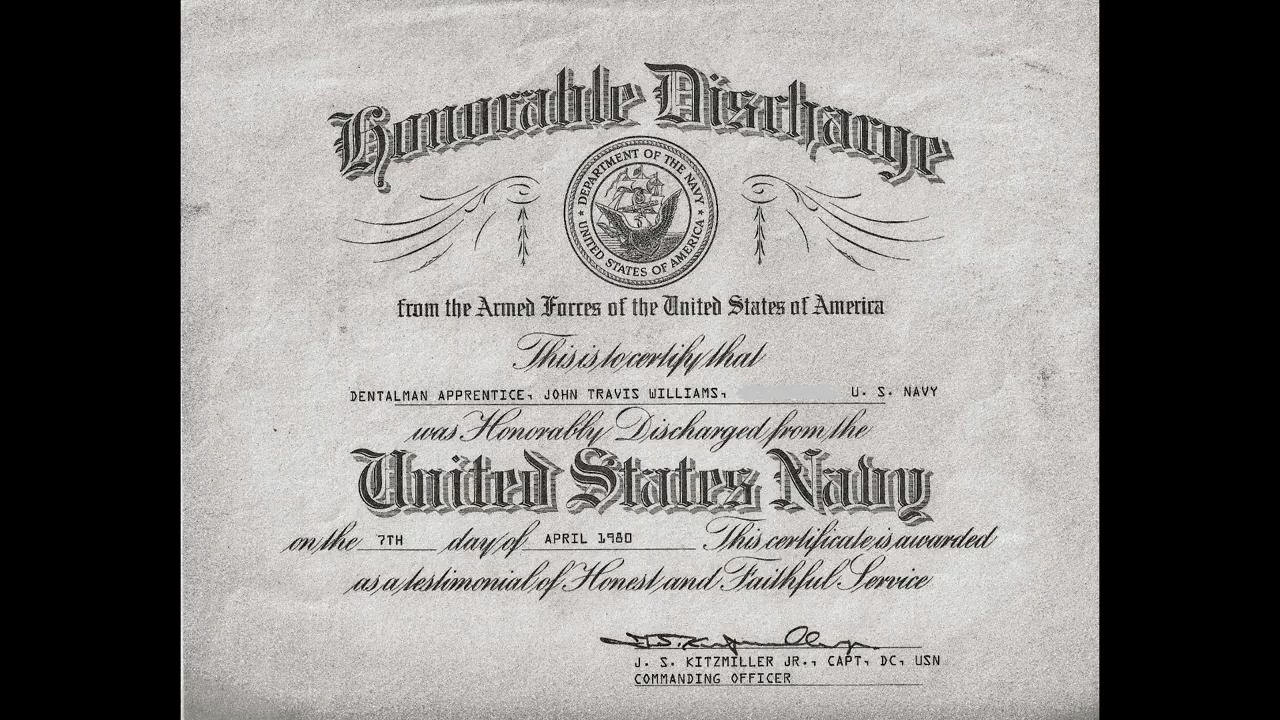 Honorable Discharge
DEPARTMENT OF THE NAVY
UNITED STATES OF AMERICA
from the Armed Forces of the United States of America
This is to certify that
DENTALMAN APPRENTICE, JOHN TRAVIS WILLIAMS, U. S. NAVY
was Honorably Discharged from the
United States Navy
on the 7TH day of APRIL 1980 This certificate is awarded
as a testimonial of Honest and Faithful Service
J. S. KITZMILLER JR., CAPT, DC, USN
COMMANDING OFFICER